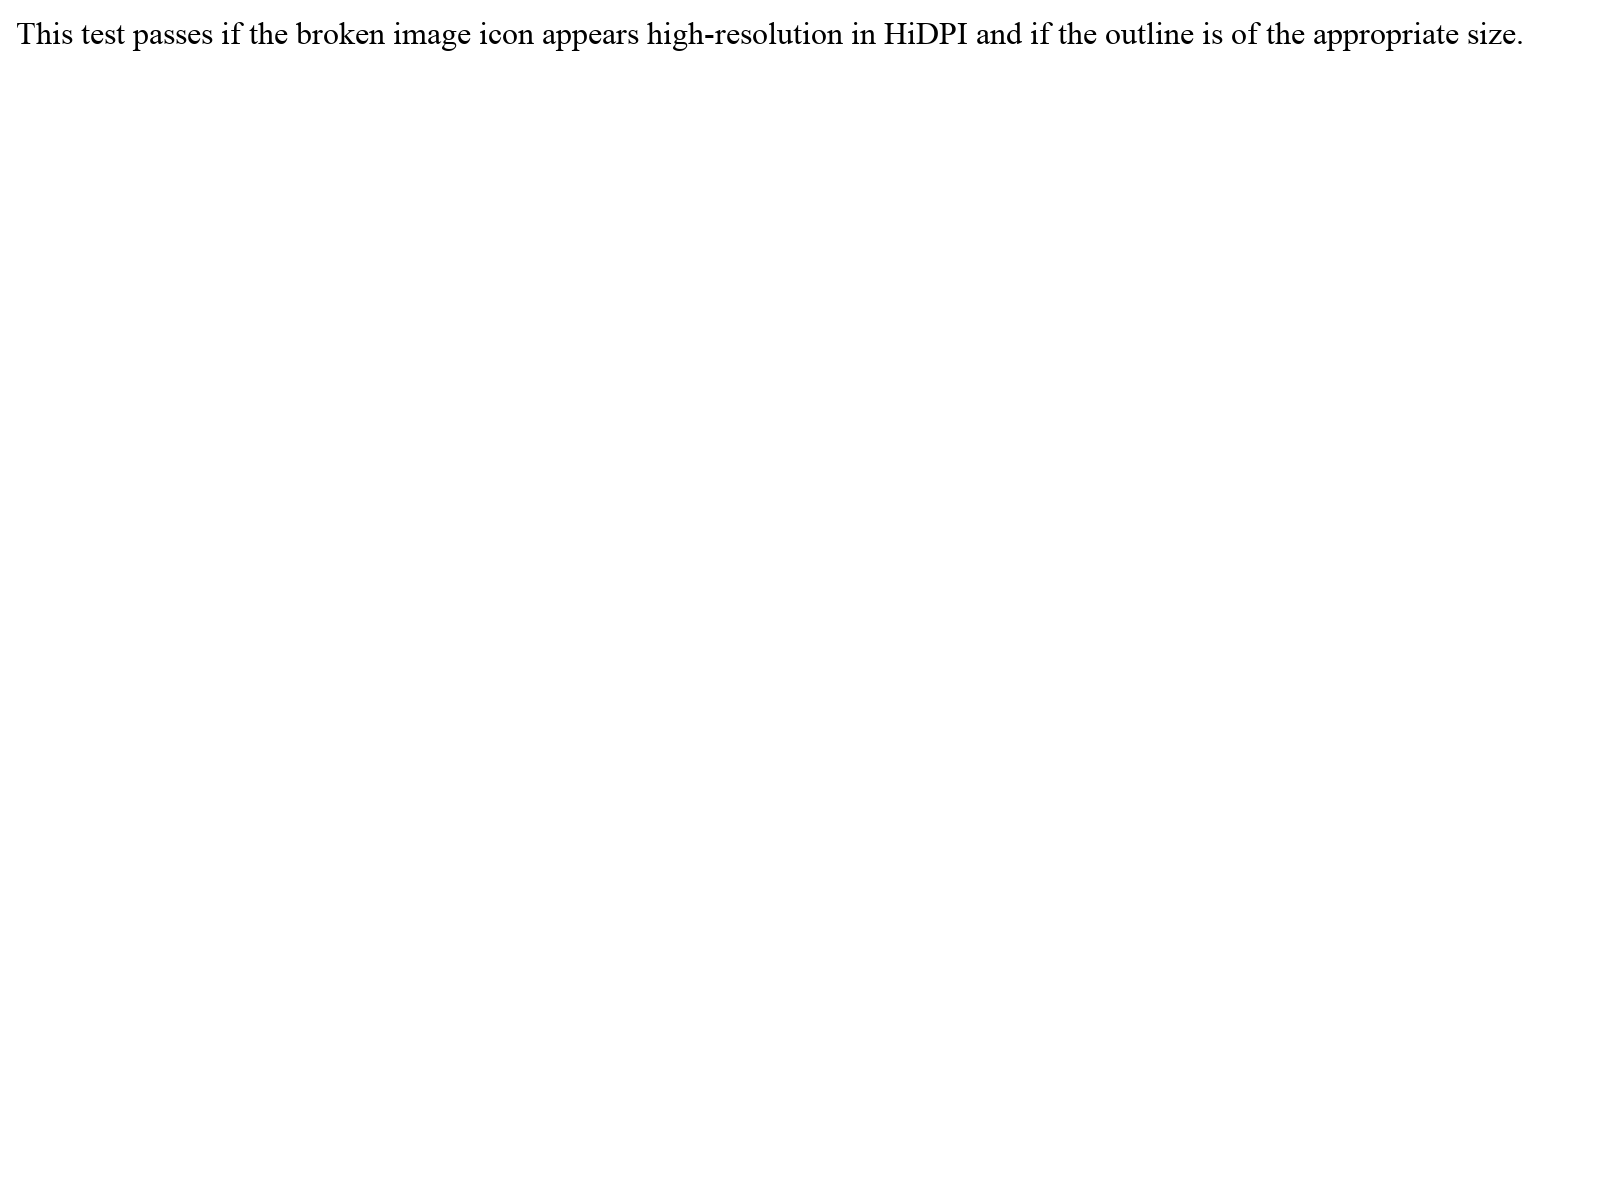 This test passes if the broken image icon appears high-resolution in HiDPI and if the outline is of the appropriate size.